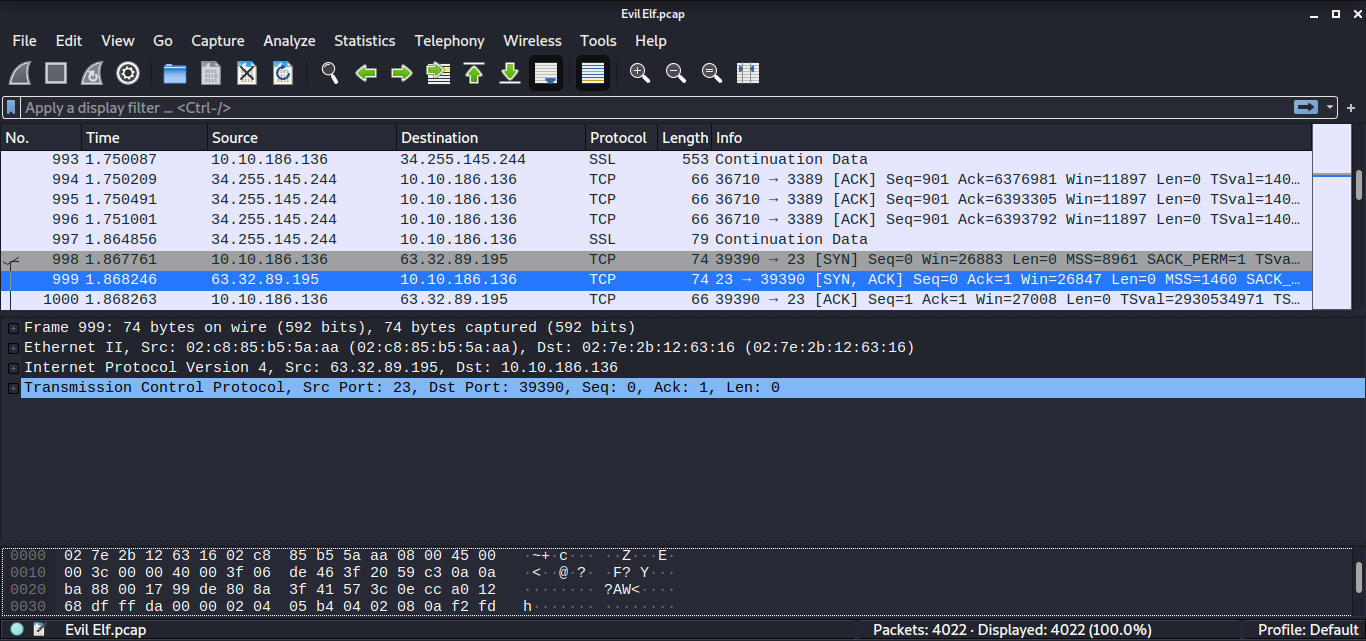 Evil Elf.pcap
File Edit View Go Capture Analyze Statistics Telephony Wireless Tools Help
Apply a display filter ... <Ctrl-/>
No. Time Source Destination Protocol Length Info
993 1.750087 10.10.186.136 34.255.145.244 SSL 553 Continuation Data
994 1.750209 34.255.145.244 10.10.186.136 TCP 66 36710 → 3389 [ACK] Seq=901 Ack=6376981 Win=11897 Len=0 TSval=140…
995 1.750491 34.255.145.244 10.10.186.136 TCP 66 36710 → 3389 [ACK] Seq=901 Ack=6393305 Win=11897 Len=0 TSval=140…
996 1.751001 34.255.145.244 10.10.186.136 TCP 66 36710 → 3389 [ACK] Seq=901 Ack=6393792 Win=11897 Len=0 TSval=140…
997 1.864856 34.255.145.244 10.10.186.136 SSL 79 Continuation Data
998 1.867761 10.10.186.136 63.32.89.195 TCP 74 39390 → 23 [SYN] Seq=0 Win=26883 Len=0 MSS=8961 SACK_PERM=1 TSva…
999 1.868246 63.32.89.195 10.10.186.136 TCP 74 23 → 39390 [SYN, ACK] Seq=0 Ack=1 Win=26847 Len=0 MSS=1460 SACK_…
1000 1.868263 10.10.186.136 63.32.89.195 TCP 66 39390 → 23 [ACK] Seq=1 Ack=1 Win=27008 Len=0 TSval=2930534971 TS…
Frame 999: 74 bytes on wire (592 bits), 74 bytes captured (592 bits)
Ethernet II, Src: 02:c8:85:b5:5a:aa (02:c8:85:b5:5a:aa), Dst: 02:7e:2b:12:63:16 (02:7e:2b:12:63:16)
Internet Protocol Version 4, Src: 63.32.89.195, Dst: 10.10.186.136
Transmission Control Protocol, Src Port: 23, Dst Port: 39390, Seq: 0, Ack: 1, Len: 0
0000 02 7e 2b 12 63 16 02 c8 85 b5 5a aa 08 00 45 00 ·~+·c··· ··Z···E·
0010 00 3c 00 00 40 00 3f 06 de 46 3f 20 59 c3 0a 0a ·<··@·?· ·F? Y···
0020 ba 88 00 17 99 de 80 8a 3f 41 57 3c 0e cc a0 12 ········ ?AW<····
0030 68 df ff da 00 00 02 04 05 b4 04 02 08 0a f2 fd h······· ········
Evil Elf.pcap Packets: 4022 · Displayed: 4022 (100.0%) Profile: Default